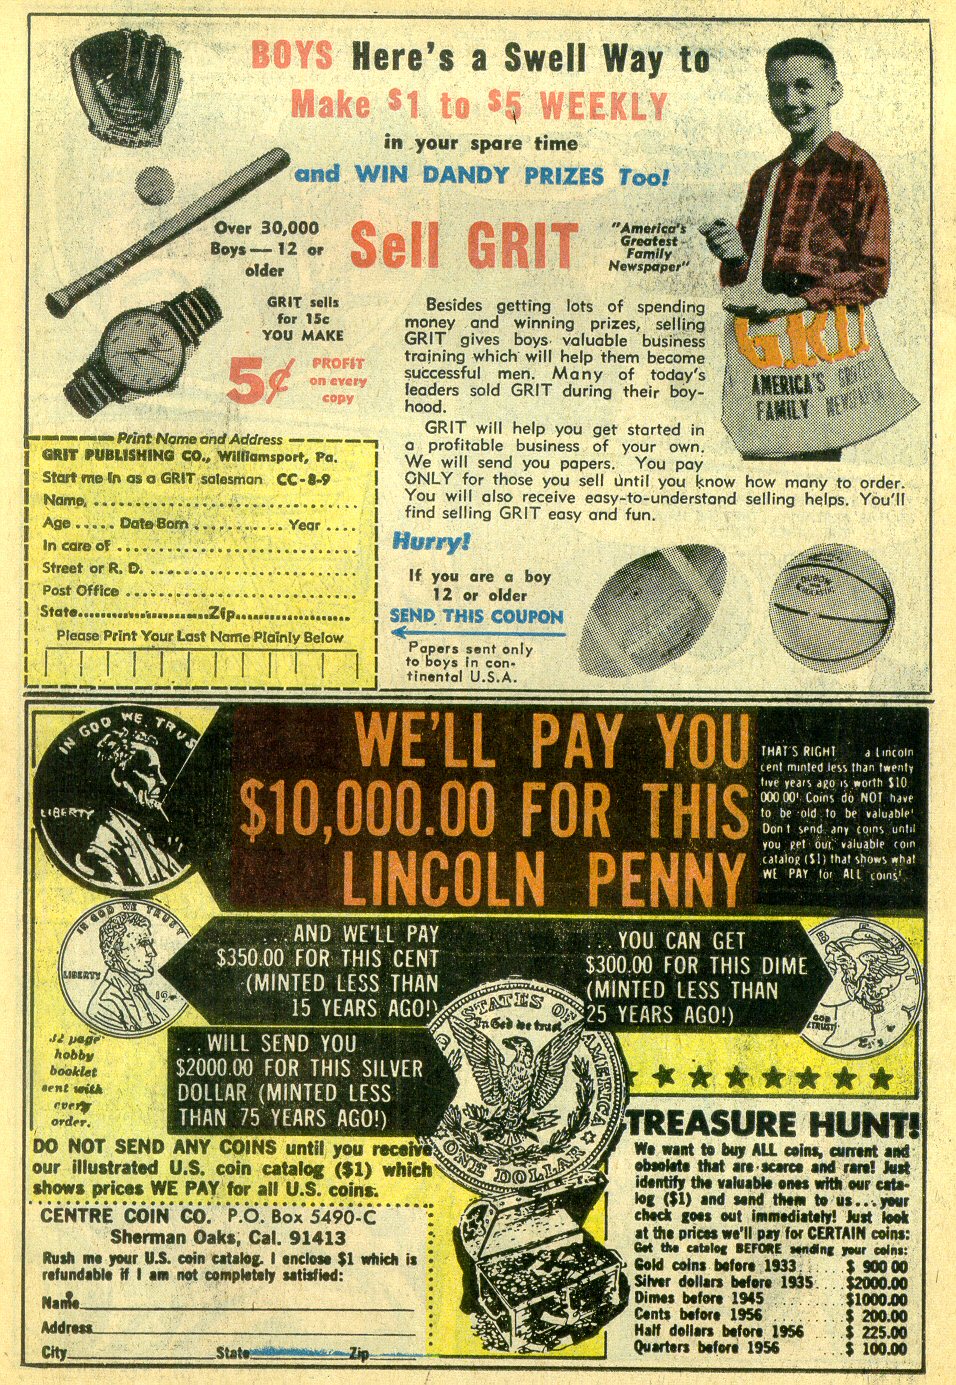 BOYS Here's a Swell Way to
Make $1 to $5 WEEKLY
in your spare time
and WIN DANDY PRIZES Too!
Over 30,000
Boys — 12 or
older
Sell GRIT
"America's
Greatest
Family
Newspaper"
GRIT sells
for 15c
YOU MAKE
5¢ PROFIT
on every
copy
Besides getting lots of spending
money and winning prizes, selling
GRIT gives boys valuable business
training which will help them become
successful men. Many of today's
leaders sold GRIT during their boy-
hood.
GRIT will help you get started in
a profitable business of your own.
We will send you papers. You pay
ONLY for those you sell until you know how many to order.
You will also receive easy-to-understand selling helps. You'll
find selling GRIT easy and fun.
GRIT
AMERICA'S
FAMILY
Print Name and Address
GRIT PUBLISHING CO., Williamsport, Pa.
Start me in as a GRIT salesman CC-8-9
Name
Age ..... Date Born ........... Year ....
In care of
Street or R. D.
Post Office
State Zip
Please Print Your Last Name Plainly Below
Hurry!
If you are a boy
12 or older
SEND THIS COUPON
Papers sent only
to boys in con-
tinental U.S.A.
IN GOD WE TRUST
LIBERTY
WE'LL PAY YOU
$10,000.00 FOR THIS
LINCOLN PENNY
THAT'S RIGHT a Lincoln
cent minted less than twenty
five years ago is worth $10
000.00! Coins do NOT have
to be old to be valuable!
Don't send any coins until
you get our valuable coin
catalog ($1) that shows what
WE PAY for ALL coins!
IN GOD WE TRUST
LIBERTY
...AND WE'LL PAY
$350.00 FOR THIS CENT
(MINTED LESS THAN
15 YEARS AGO!)
...YOU CAN GET
$300.00 FOR THIS DIME
(MINTED LESS THAN
25 YEARS AGO!)
GOD
TRUST
32 page
hobby
booklet
sent with
every
order.
...WILL SEND YOU
$2000.00 FOR THIS SILVER
DOLLAR (MINTED LESS
THAN 75 YEARS AGO!)
STATES OF
AMERICA
In God we trust
ONE DOLLAR
DO NOT SEND ANY COINS until you receive
our illustrated U.S. coin catalog ($1) which
shows prices WE PAY for all U.S. coins.
CENTRE COIN CO. P.O. Box 5490-C
Sherman Oaks, Cal. 91413
Rush me your U.S. coin catalog. I enclose $1 which is
refundable if I am not completely satisfied:
Name
Address
City State Zip
TREASURE HUNT!
We want to buy ALL coins, current and
obsolete that are scarce and rare! Just
identify the valuable ones with our cata-
log ($1) and send them to us...your
check goes out immediately! Just look
at the prices we'll pay for CERTAIN coins:
Get the catalog BEFORE sending your coins:
Gold coins before 1933 ..... $ 900.00
Silver dollars before 1935 .. $2000.00
Dimes before 1945 ........ $1000.00
Cents before 1956 ........ $ 200.00
Half dollars before 1956 .... $ 225.00
Quarters before 1956 ...... $ 100.00